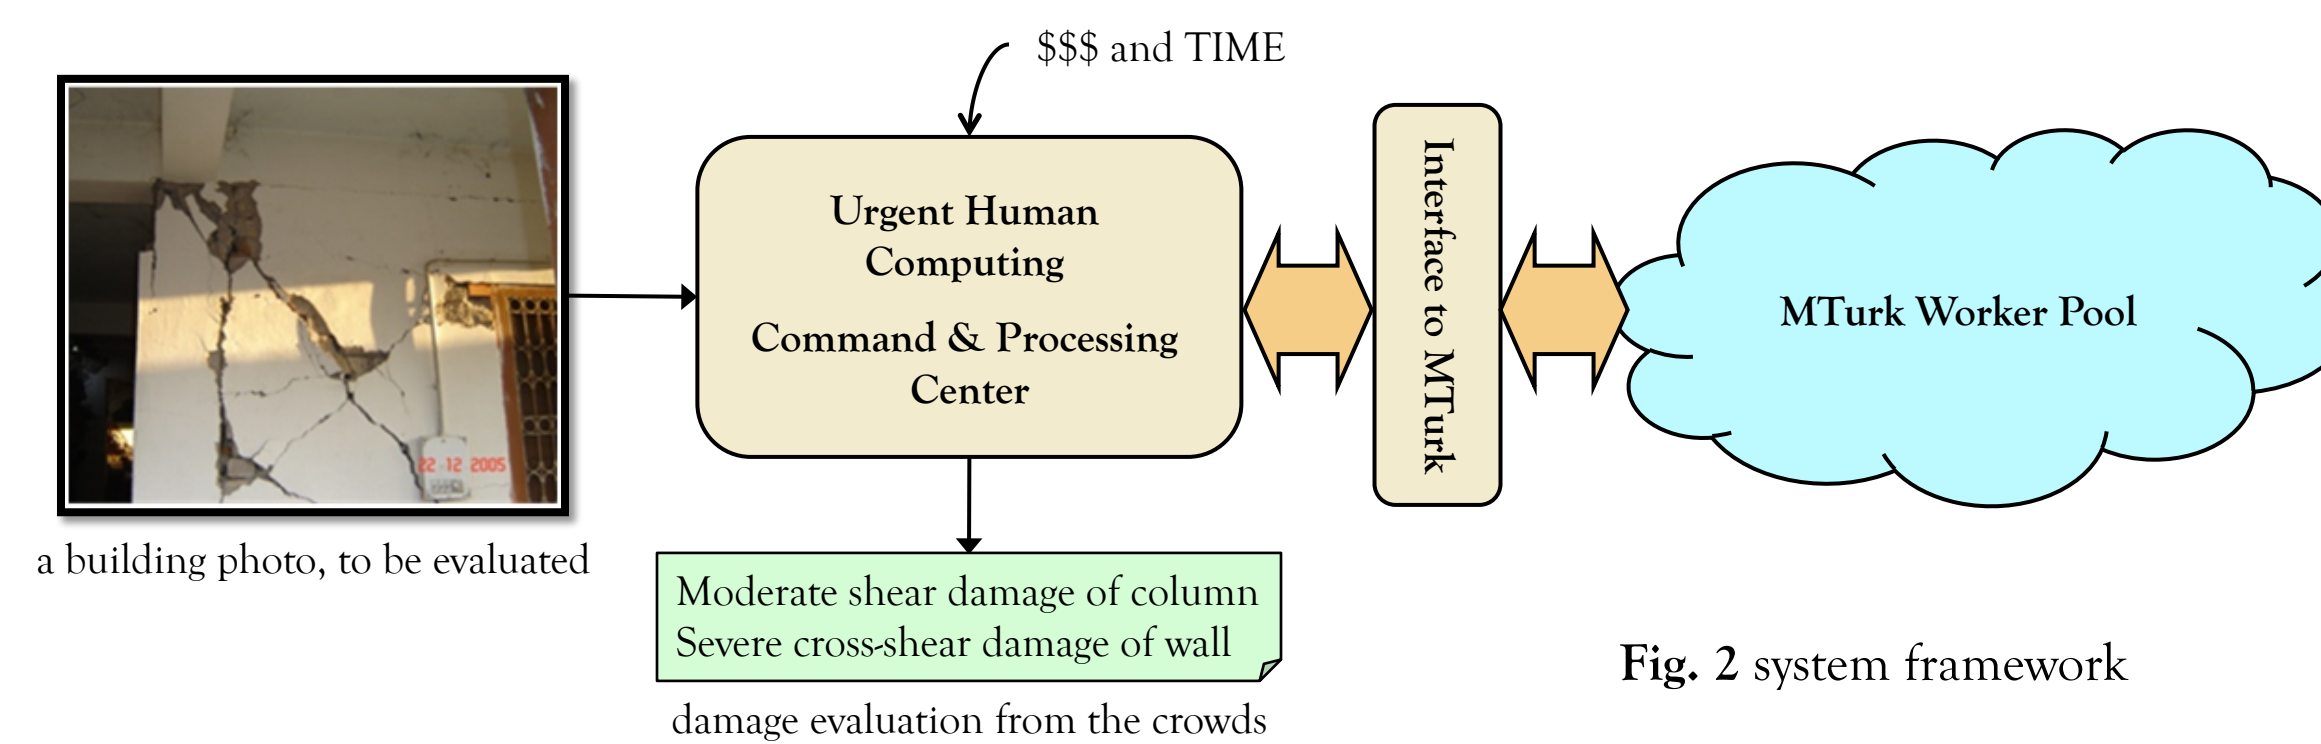 $$$ and TIME
Urgent Human
Computing
Command & Processing
Center
Interface to MTurk
MTurk Worker Pool
22 12 2005
a building photo, to be evaluated
Moderate shear damage of column
Severe cross-shear damage of wall
damage evaluation from the crowds
Fig. 2 system framework